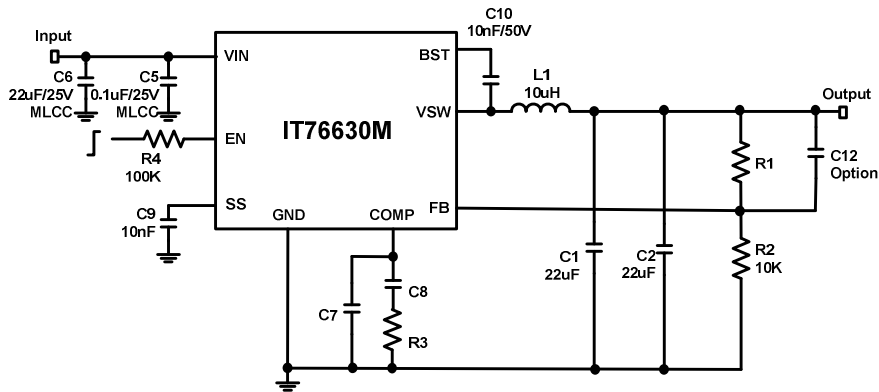 C10
10nF/50V
Input
VIN
BST
C6
22uF/25V
MLCC
C5
0.1uF/25V
MLCC
L1
10uH
Output
VSW
IT76630M
EN
R4
100K
R1
C12
Option
SS
GND
COMP
FB
C9
10nF
C1
22uF
C2
22uF
R2
10K
C7
C8
R3